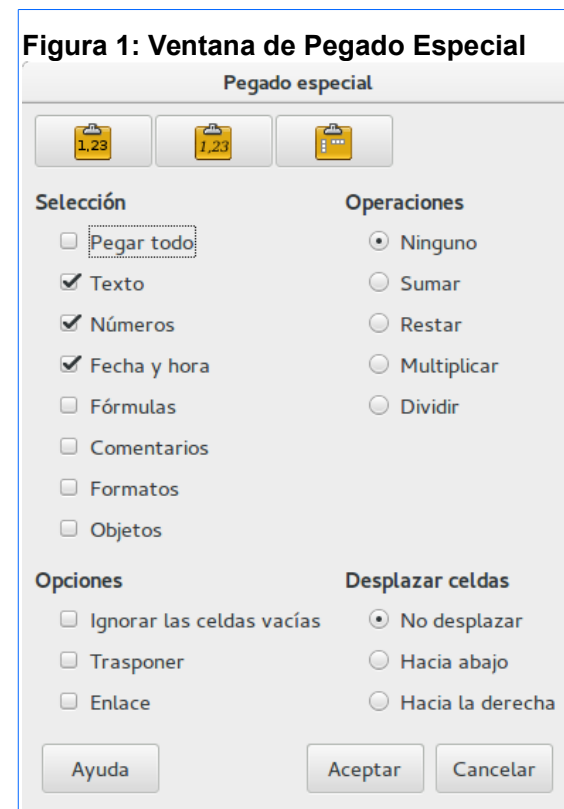 Figura 1: Ventana de Pegado Especial
Pegado especial
1,23
1,23
Selección
Pegar todo
Texto
Números
Fecha y hora
Fórmulas
Comentarios
Formatos
Objetos
Operaciones
Ninguno
Sumar
Restar
Multiplicar
Dividir
Opciones
Ignorar las celdas vacías
Trasponer
Enlace
Desplazar celdas
No desplazar
Hacia abajo
Hacia la derecha
Ayuda
Aceptar
Cancelar